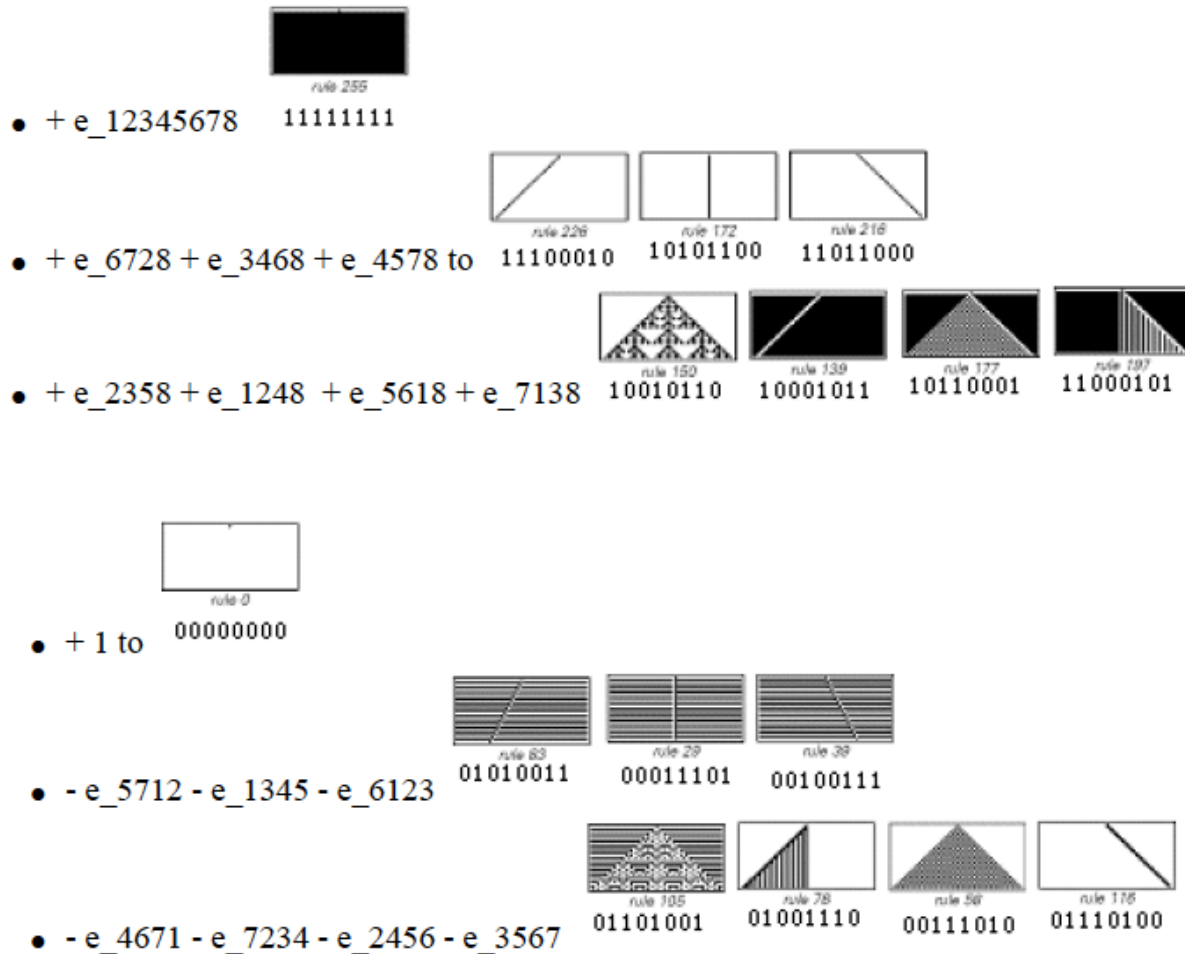 rule 255
• + e_12345678 11111111
rule 226 rule 172 rule 216
• + e_6728 + e_3468 + e_4578 to 11100010 10101100 11011000
rule 150 rule 139 rule 177 rule 197
• + e_2358 + e_1248 + e_5618 + e_7138 10010110 10001011 10110001 11000101
rule 0
• + 1 to 00000000
rule 83 rule 29 rule 39
• - e_5712 - e_1345 - e_6123 01010011 00011101 00100111
rule 105 rule 78 rule 58 rule 116
• - e_4671 - e_7234 - e_2456 - e_3567 01101001 01001110 00111010 01110100